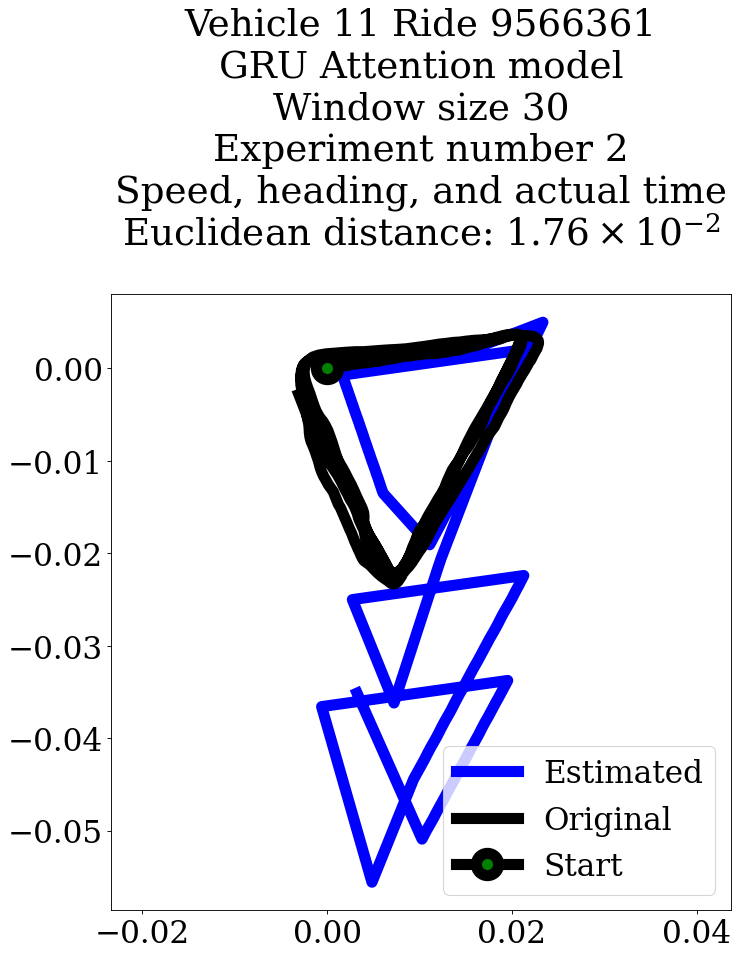 Vehicle 11 Ride 9566361
GRU Attention model
Window size 30
Experiment number 2
Speed, heading, and actual time
Euclidean distance: 1.76 × 10⁻²
0.00
−0.01
−0.02
−0.03
−0.04
−0.05
Estimated
Original
Start
−0.02 0.00 0.02 0.04